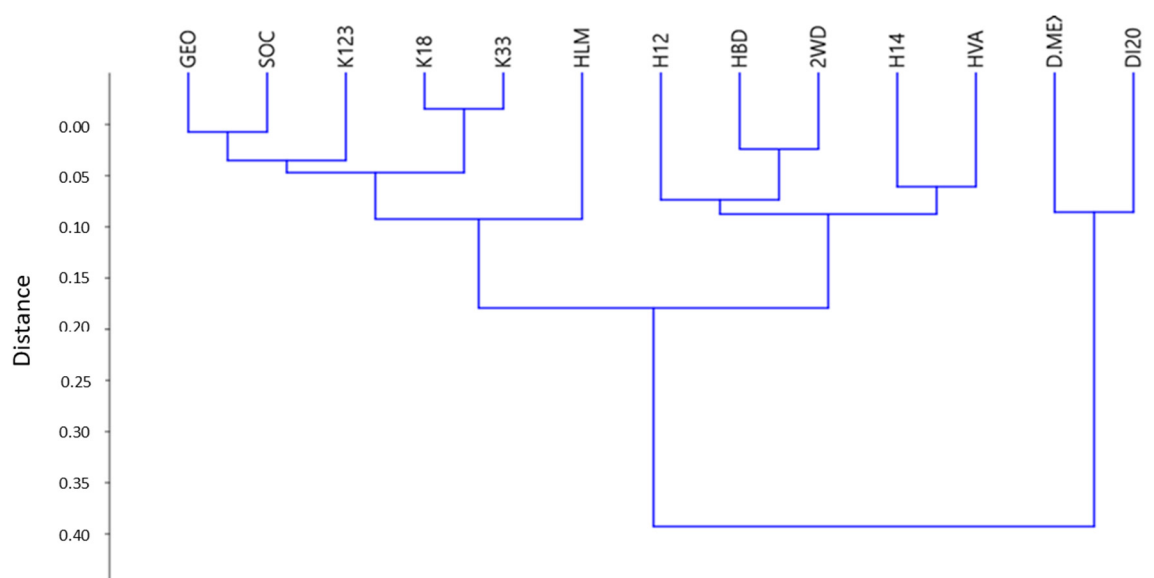 GEO
SOC
K123
K18
K33
HLM
H12
HBD
2WD
H14
HVA
D.MEX
DI20
0.00
0.05
0.10
0.15
0.20
0.25
0.30
0.35
0.40
Distance